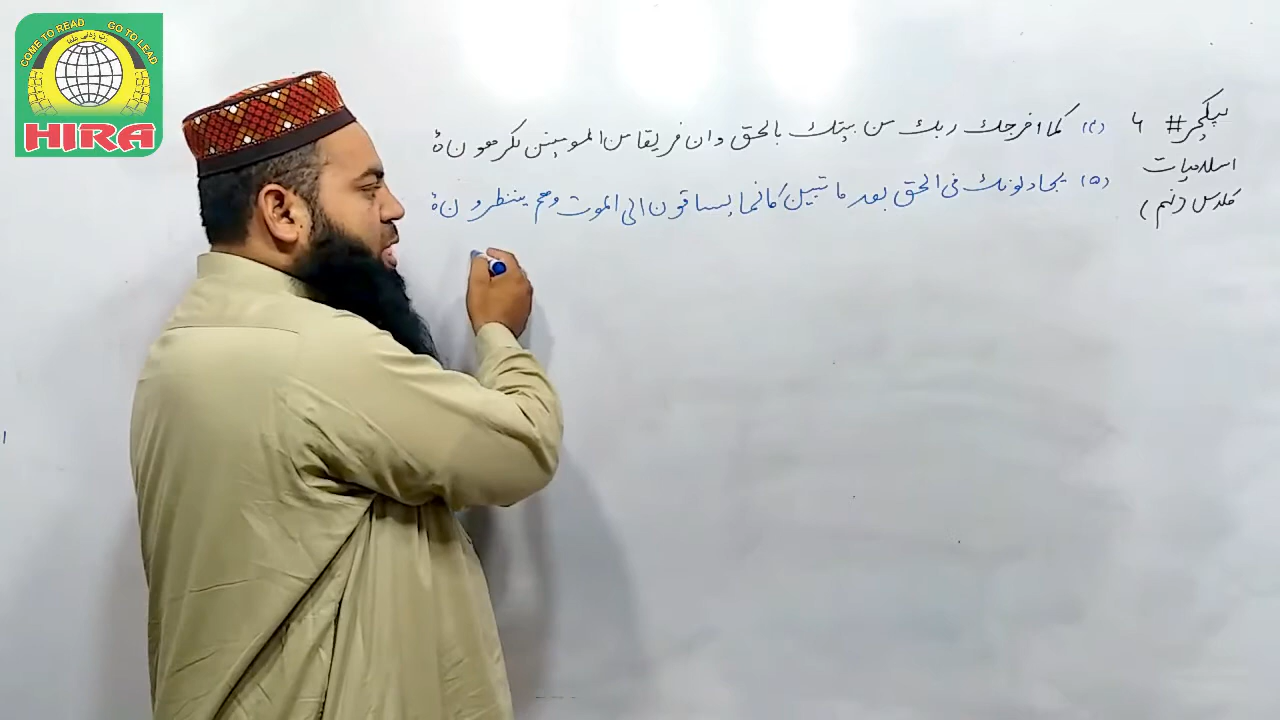 COME TO READ GO TO LEAD
HIRA
لیکچر# ۶
اسلامیات
کلاس (نہم)
(۵) کما اخرجک ربک من بیتک بالحق وان فریقا من المومنین لکرھون ہ
(۵) یجادلونک فی الحق بعد ما تبین کانما یساقون الی الموت وھم ینظرون ہ